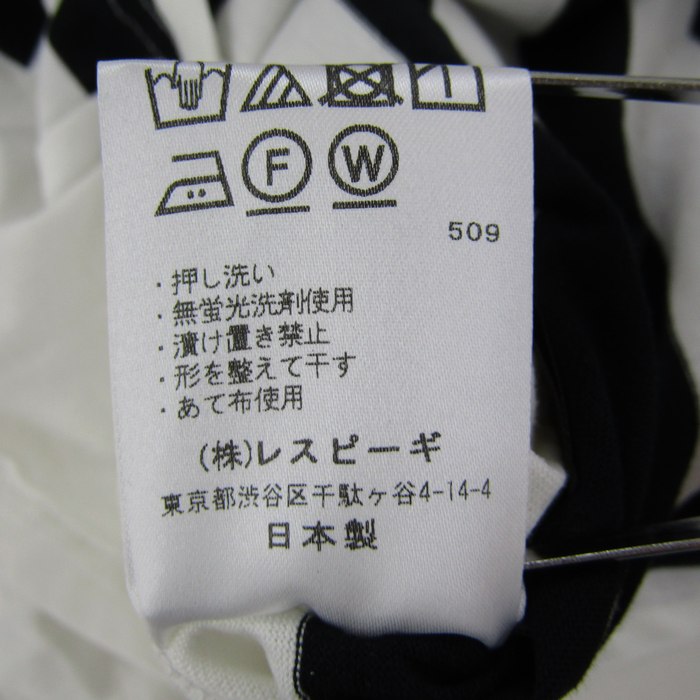 F W
509
・押し洗い
・無蛍光洗剤使用
・漬け置き禁止
・形を整えて干す
・あて布使用
(株)レスピーギ
東京都渋谷区千駄ヶ谷4-14-4
日本製